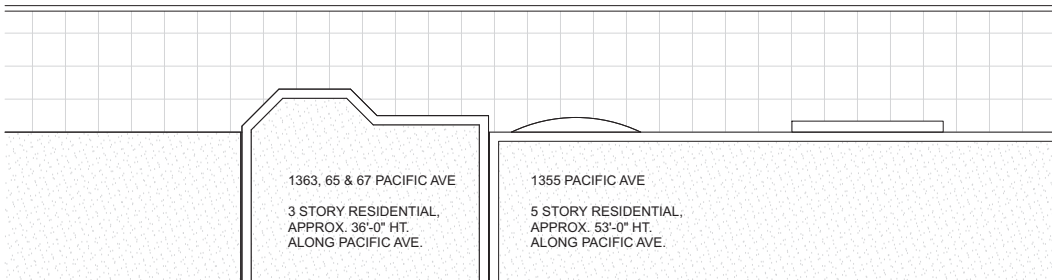 1363, 65 & 67 PACIFIC AVE
3 STORY RESIDENTIAL,
APPROX. 36'-0" HT.
ALONG PACIFIC AVE.
1355 PACIFIC AVE
5 STORY RESIDENTIAL,
APPROX. 53'-0" HT.
ALONG PACIFIC AVE.